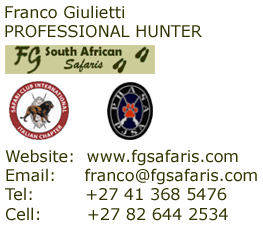 Franco Giulietti
PROFESSIONAL HUNTER
FG South African
Safaris
SAFARI CLUB INTERNATIONAL
ITALIAN CHAPTER
PHASA
Website: www.fgsafaris.com
Email: franco@fgsafaris.com
Tel: +27 41 368 5476
Cell: +27 82 644 2534